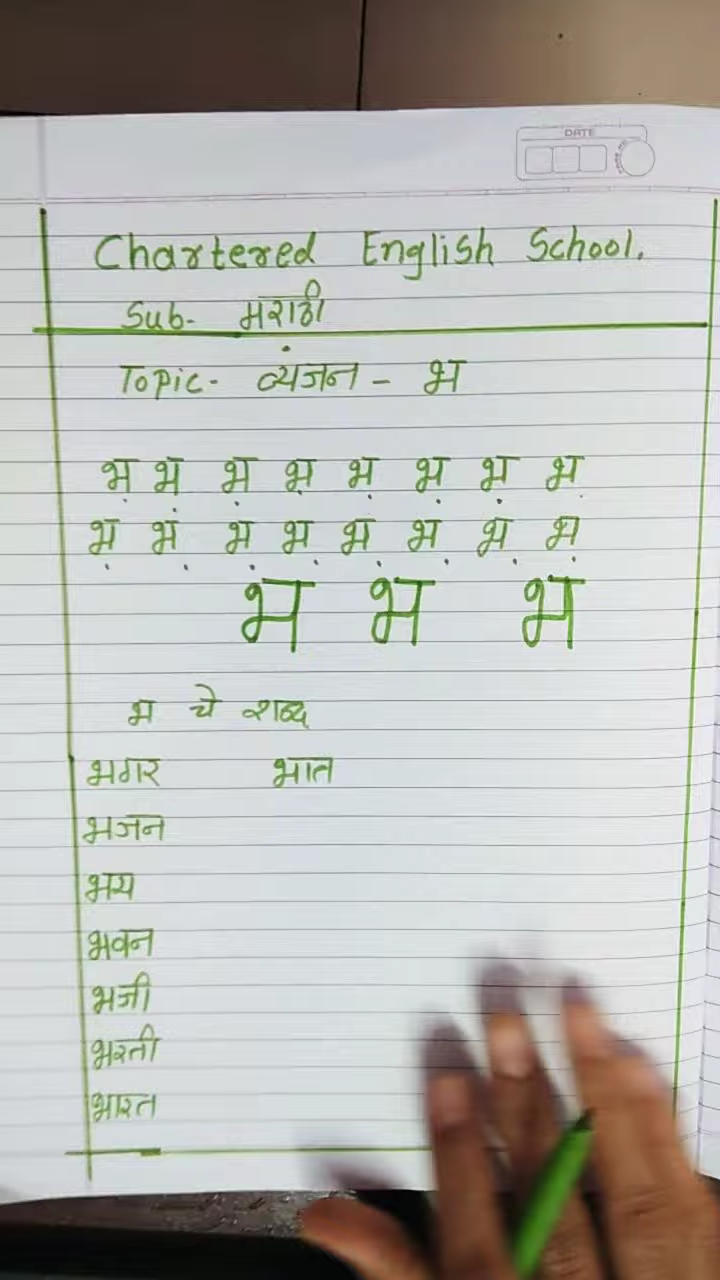 DATE
Chartered English School.
Sub- मराठी
Topic- व्यंजन - भ
भ भ भ भ भ भ भ भ
भ भ भ भ भ भ भ भ
भ भ भ
भ चे शब्द
भगर भात
भजन
भय
भवन
भजी
भरती
भारत